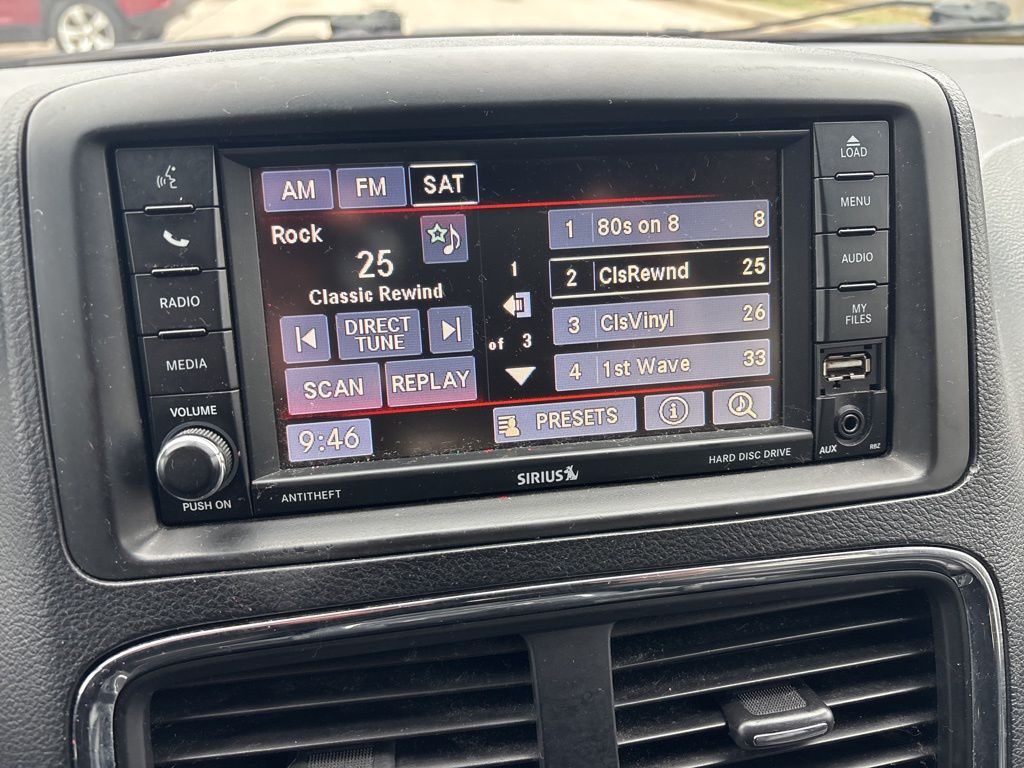 AM FM SAT
Rock
25
Classic Rewind
DIRECT
TUNE
SCAN REPLAY
9:46
1
of 3
1 80s on 8 8
2 ClsRewnd 25
3 ClsVinyl 26
4 1st Wave 33
PRESETS
RADIO
MEDIA
VOLUME
PUSH ON
LOAD
MENU
AUDIO
MY
FILES
AUX RBZ
ANTITHEFT
SIRIUS
HARD DISC DRIVE